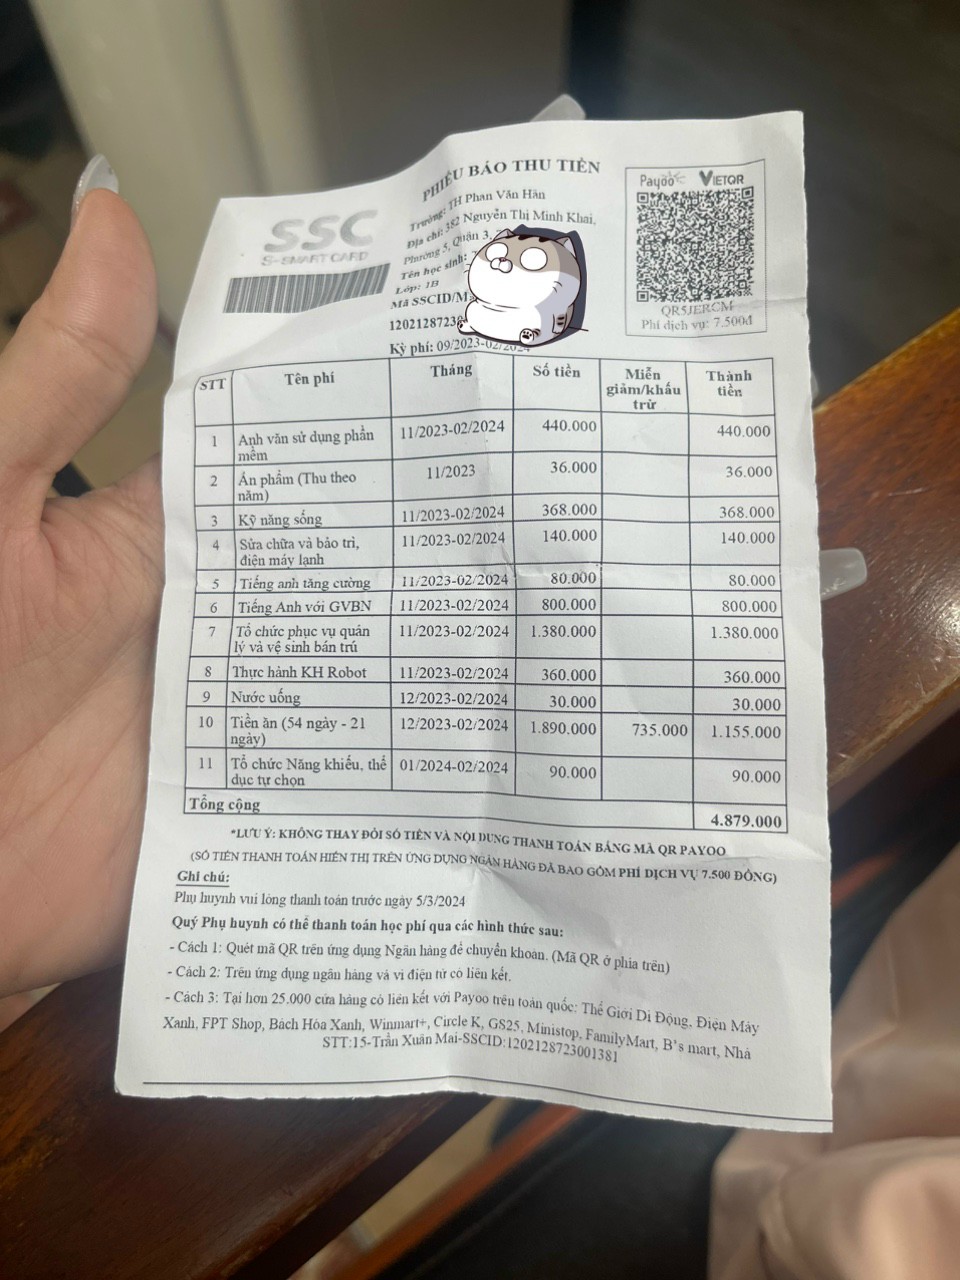 PHIẾU BÁO THU TIỀN
Trường: TH Phan Văn Hân
Địa chỉ: 382 Nguyễn Thị Minh Khai,
Phường 5, Quận 3,
Tên học sinh:
Lớp: 1B
Mã SSCID/M
1202128723
Kỳ phí: 09/2023-02/2024
SSC
S-SMART CARD
Payoo VIETQR
QR5JERCM
Phí dịch vụ: 7.500đ
STT Tên phí Tháng Số tiền Miễn giảm/khấu trừ Thành tiền
1 Anh văn sử dụng phần mềm 11/2023-02/2024 440.000 440.000
2 Ấn phẩm (Thu theo năm) 11/2023 36.000 36.000
3 Kỹ năng sống 11/2023-02/2024 368.000 368.000
4 Sửa chữa và bảo trì, điện máy lạnh 11/2023-02/2024 140.000 140.000
5 Tiếng anh tăng cường 11/2023-02/2024 80.000 80.000
6 Tiếng Anh với GVBN 11/2023-02/2024 800.000 800.000
7 Tổ chức phục vụ quản lý và vệ sinh bán trú 11/2023-02/2024 1.380.000 1.380.000
8 Thực hành KH Robot 11/2023-02/2024 360.000 360.000
9 Nước uống 12/2023-02/2024 30.000 30.000
10 Tiền ăn (54 ngày - 21 ngày) 12/2023-02/2024 1.890.000 735.000 1.155.000
11 Tổ chức Năng khiếu, thể dục tự chọn 01/2024-02/2024 90.000 90.000
Tổng cộng 4.879.000
*LƯU Ý: KHÔNG THAY ĐỔI SỐ TIỀN VÀ NỘI DUNG THANH TOÁN BẰNG MÃ QR PAYOO
(SỐ TIỀN THANH TOÁN HIỂN THỊ TRÊN ỨNG DỤNG NGÂN HÀNG ĐÃ BAO GỒM PHÍ DỊCH VỤ 7.500 ĐỒNG)
Ghi chú:
Phụ huynh vui lòng thanh toán trước ngày 5/3/2024
Quý Phụ huynh có thể thanh toán học phí qua các hình thức sau:
- Cách 1: Quét mã QR trên ứng dụng Ngân hàng để chuyển khoản. (Mã QR ở phía trên)
- Cách 2: Trên ứng dụng ngân hàng và ví điện tử có liên kết.
- Cách 3: Tại hơn 25.000 cửa hàng có liên kết với Payoo trên toàn quốc: Thế Giới Di Động, Điện Máy
Xanh, FPT Shop, Bách Hóa Xanh, Winmart+, Circle K, GS25, Ministop, FamilyMart, B's mart, Nhà
STT:15-Trần Xuân Mai-SSCID:1202128723001381